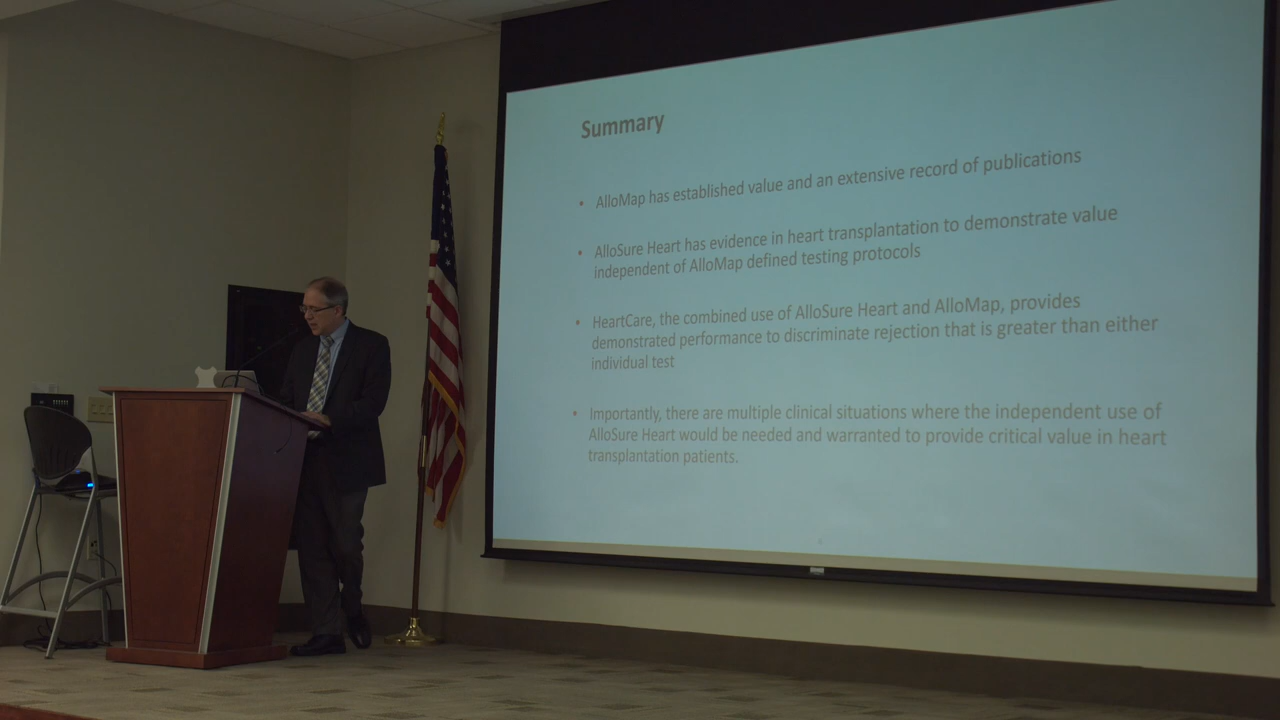 Summary
• AlloMap has established value and an extensive record of publications
• AlloSure Heart has evidence in heart transplantation to demonstrate value
independent of AlloMap defined testing protocols
• HeartCare, the combined use of AlloSure Heart and AlloMap, provides
demonstrated performance to discriminate rejection that is greater than either
individual test
• Importantly, there are multiple clinical situations where the independent use of
AlloSure Heart would be needed and warranted to provide critical value in heart
transplantation patients.